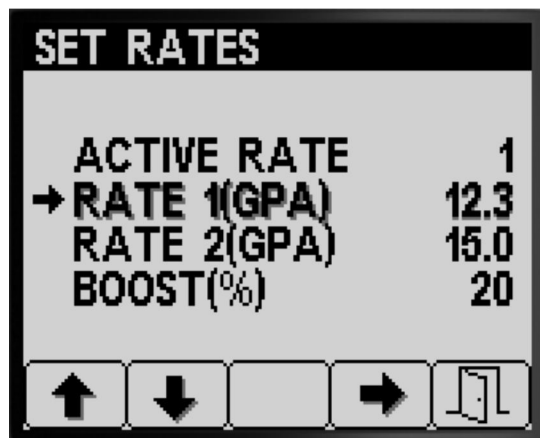 SET RATES
ACTIVE RATE 1
RATE 1(GPA) 12.3
RATE 2(GPA) 15.0
BOOST(%) 20